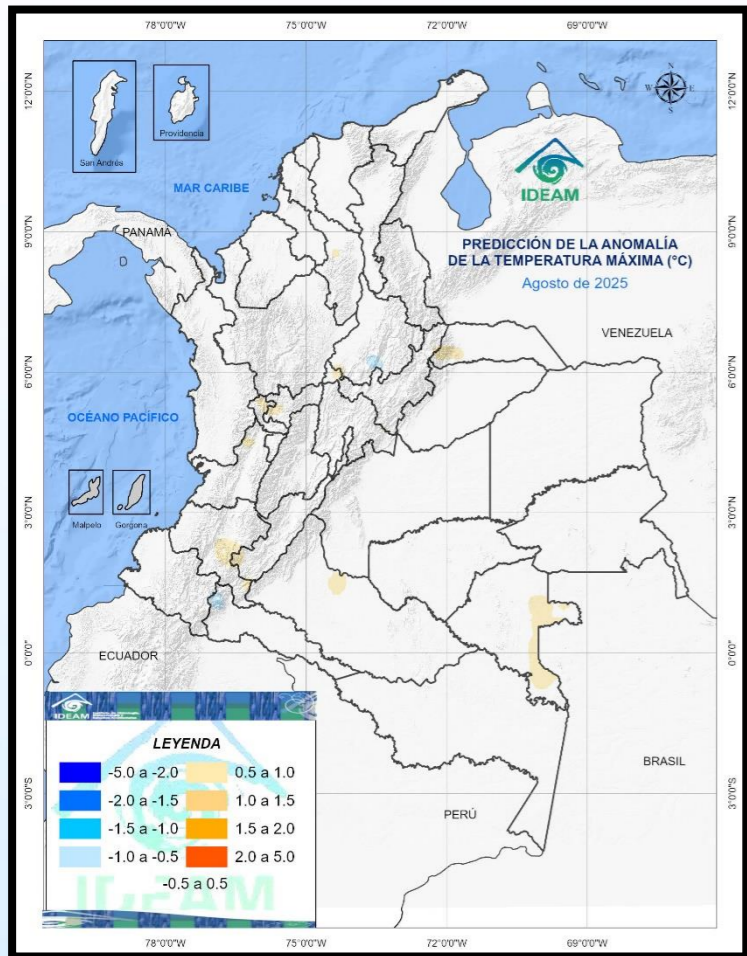 78°0'0"W 75°0'0"W 72°0'0"W 69°0'0"W
12°0'0"N
12°0'0"N
N
W E
S
San Andrés
Providencia
IDEAM
MAR CARIBE
9°0'0"N
9°0'0"N
PANAMÁ
D
PREDICCIÓN DE LA ANOMALÍA
DE LA TEMPERATURA MÁXIMA (°C)
Agosto de 2025
VENEZUELA
6°0'0"N
6°0'0"N
OCÉANO PACÍFICO
3°0'0"N
3°0'0"N
Malpelo
Gorgona
0°0'0"
0°0'0"
ECUADOR
IDEAM
LEYENDA
-5.0 a -2.0
0.5 a 1.0
-2.0 a -1.5
1.0 a 1.5
-1.5 a -1.0
1.5 a 2.0
-1.0 a -0.5
2.0 a 5.0
-0.5 a 0.5
IDEAM
BRASIL
PERÚ
3°0'0"S
3°0'0"S
78°0'0"W 75°0'0"W 72°0'0"W 69°0'0"W